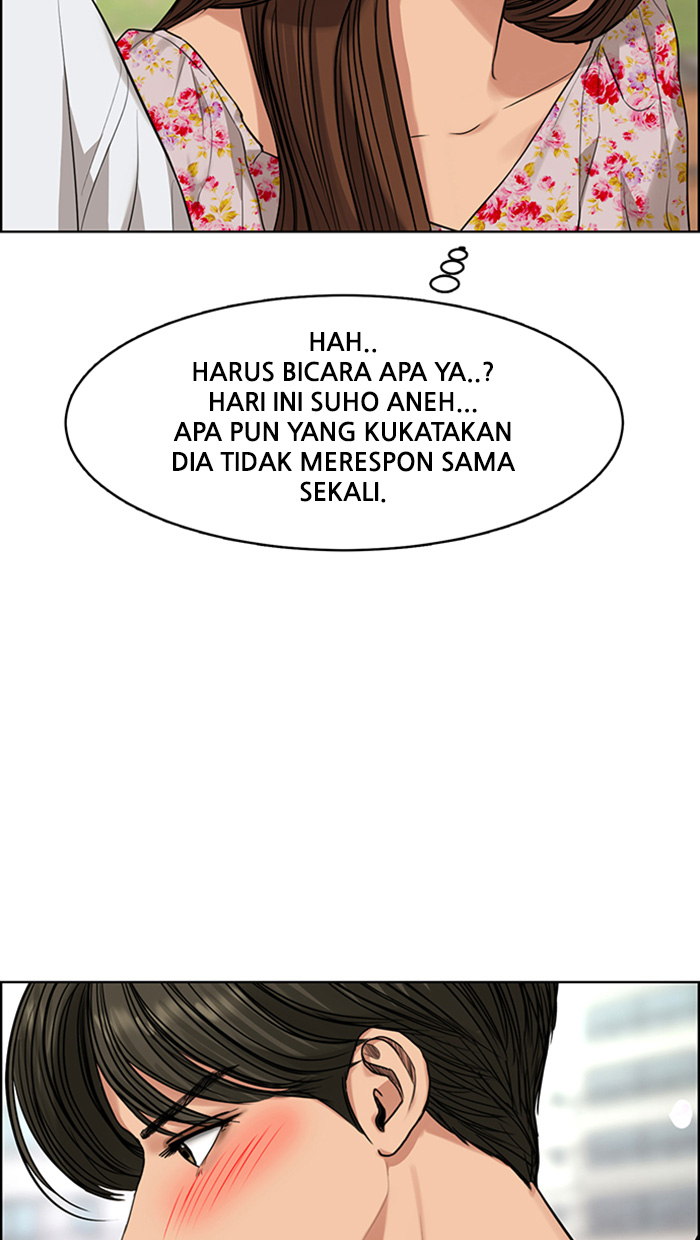 HAH..
HARUS BICARA APA YA..?
HARI INI SUHO ANEH...
APA PUN YANG KUKATAKAN
DIA TIDAK MERESPON SAMA
SEKALI.